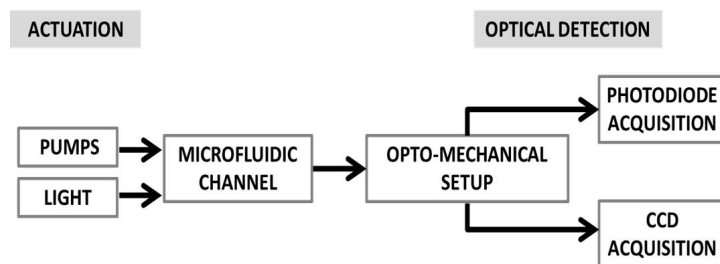 ACTUATION
OPTICAL DETECTION
PUMPS
LIGHT
MICROFLUIDIC
CHANNEL
OPTO-MECHANICAL
SETUP
PHOTODIODE
ACQUISITION
CCD
ACQUISITION